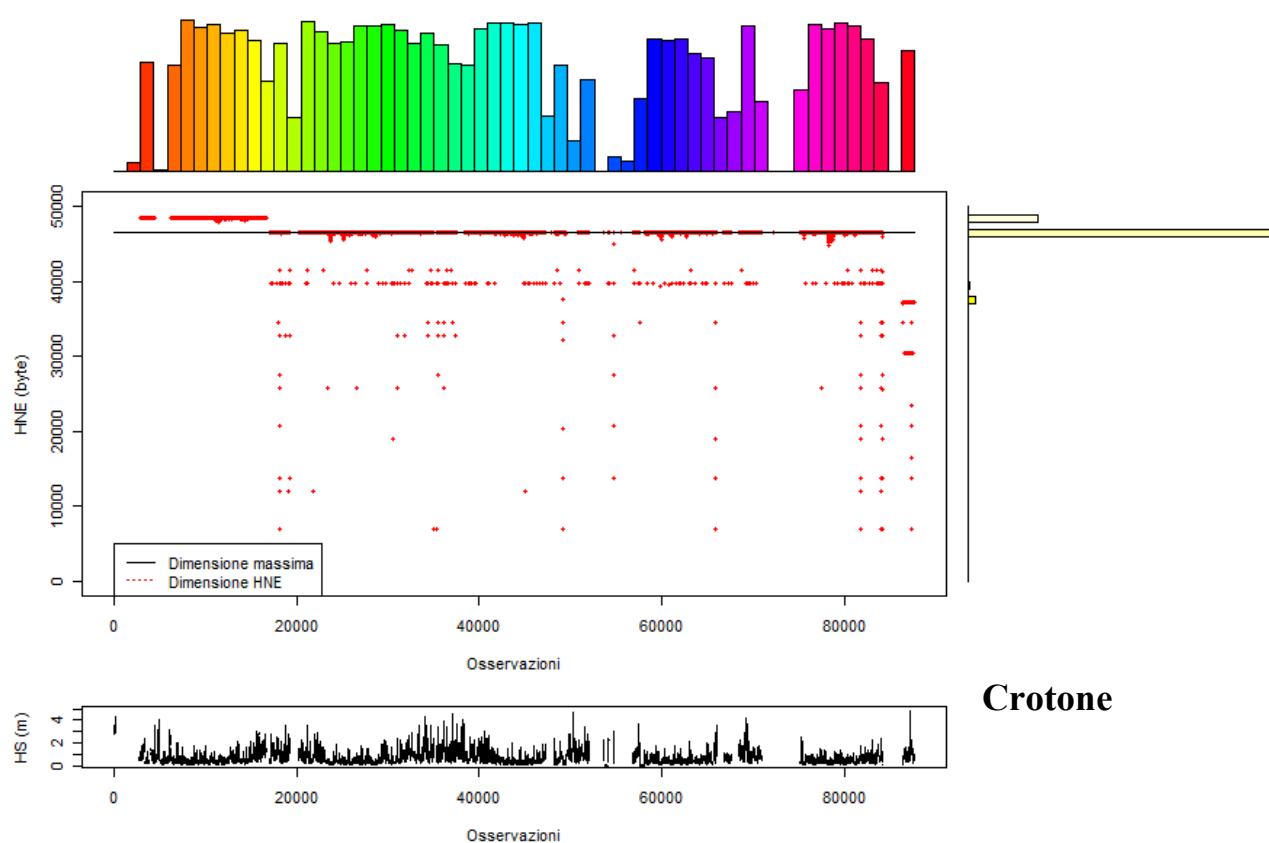 50000
40000
30000
20000
10000
0
HNE (byte)
Dimensione massima
Dimensione HNE
0 20000 40000 60000 80000
Osservazioni
Crotone
4
2
0
HS (m)
0 20000 40000 60000 80000
Osservazioni